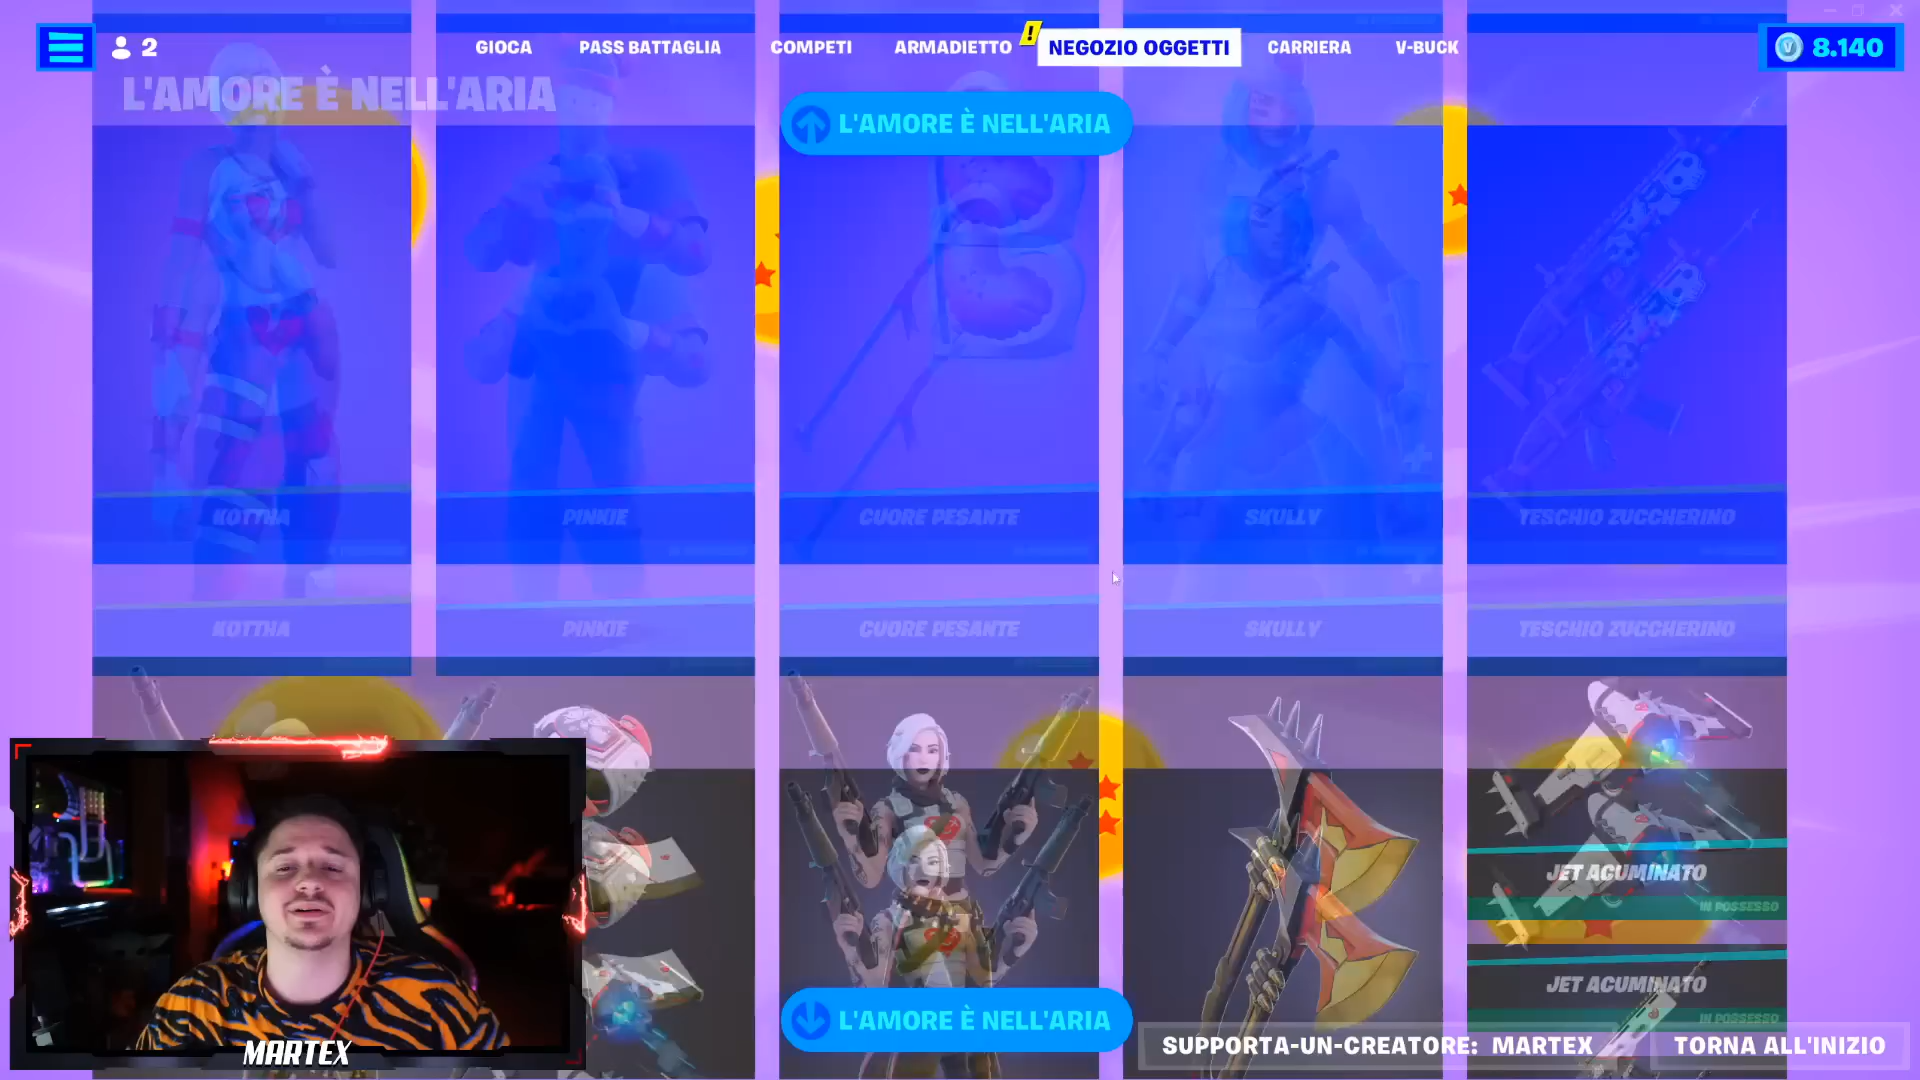 2
GIOCA
PASS BATTAGLIA
COMPETI
ARMADIETTO
!
NEGOZIO OGGETTI
CARRIERA
V-BUCK
8.140
L'AMORE È NELL'ARIA
L'AMORE È NELL'ARIA
KOTTHA
PINKIE
CUORE PESANTE
SKULLY
TESCHIO ZUCCHERINO
KOTTHA
PINKIE
CUORE PESANTE
SKULLY
TESCHIO ZUCCHERINO
JET ACUMINATO
IN POSSESSO
JET ACUMINATO
IN POSSESSO
L'AMORE È NELL'ARIA
SUPPORTA-UN-CREATORE: MARTEX
TORNA ALL'INIZIO
MARTEX